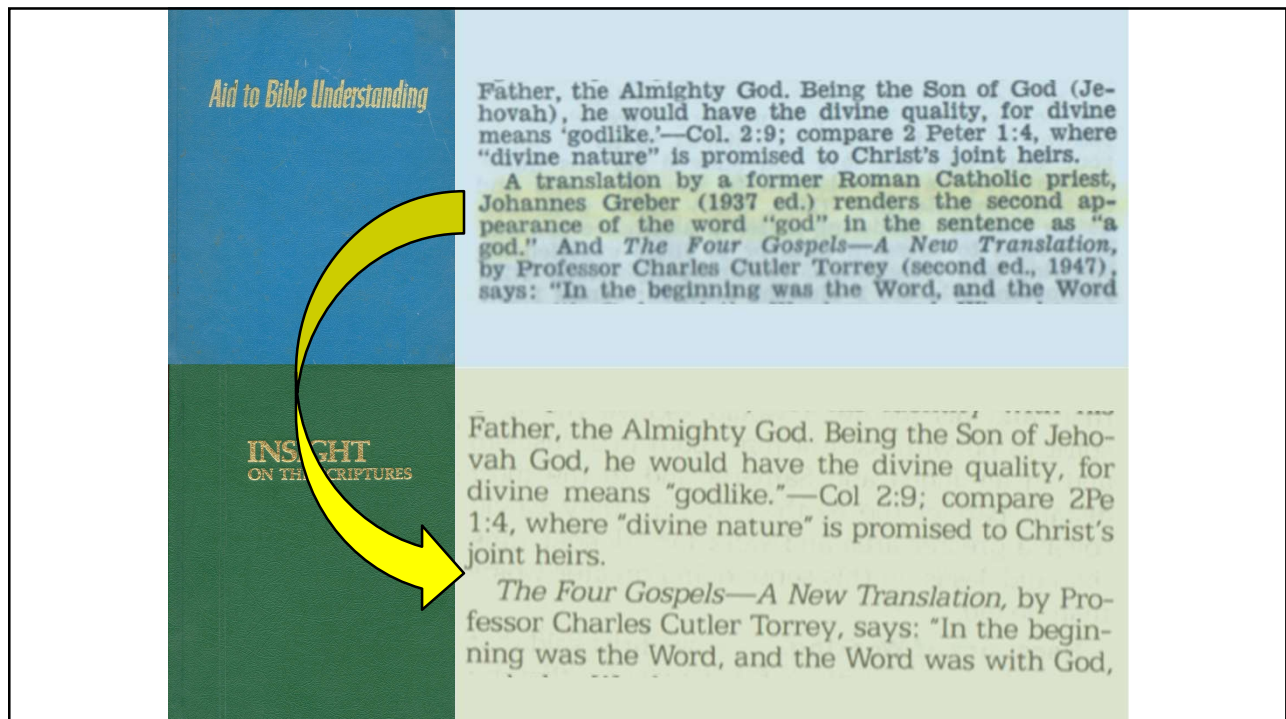 Aid to Bible Understanding
Father, the Almighty God. Being the Son of God (Je-
hovah), he would have the divine quality, for divine
means ‘godlike.’—Col. 2:9; compare 2 Peter 1:4, where
“divine nature” is promised to Christ’s joint heirs.
A translation by a former Roman Catholic priest,
Johannes Greber (1937 ed.) renders the second ap-
pearance of the word “god” in the sentence as “a
god.” And The Four Gospels—A New Translation,
by Professor Charles Cutler Torrey (second ed., 1947),
says: “In the beginning was the Word, and the Word
INSIGHT
ON THE SCRIPTURES
Father, the Almighty God. Being the Son of Jeho-
vah God, he would have the divine quality, for
divine means “godlike.”—Col 2:9; compare 2Pe
1:4, where “divine nature” is promised to Christ’s
joint heirs.
The Four Gospels—A New Translation, by Pro-
fessor Charles Cutler Torrey, says: “In the begin-
ning was the Word, and the Word was with God,